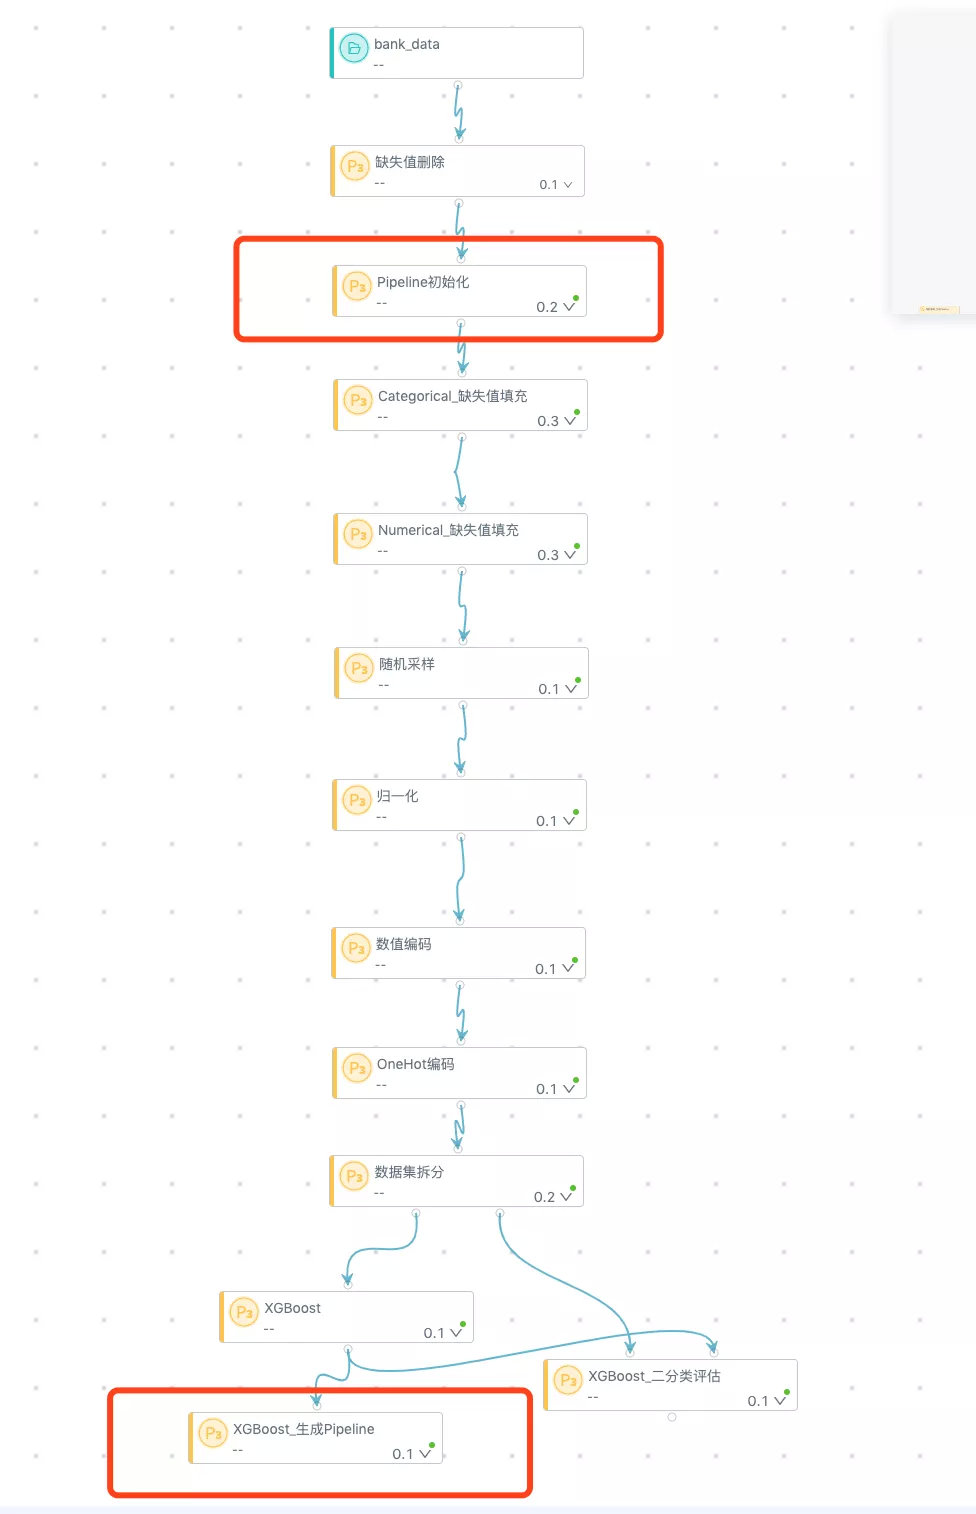 bank_data
--
P3 缺失值删除
--
0.1
P3 Pipeline初始化
--
0.2
P3 Categorical_缺失值填充
--
0.3
P3 Numerical_缺失值填充
--
0.3
P3 随机采样
--
0.1
P3 归一化
--
0.1
P3 数值编码
--
0.1
P3 OneHot编码
--
0.1
P3 数据集拆分
--
0.2
P3 XGBoost
--
0.1
P3 XGBoost_二分类评估
--
0.1
P3 XGBoost_生成Pipeline
--
0.1